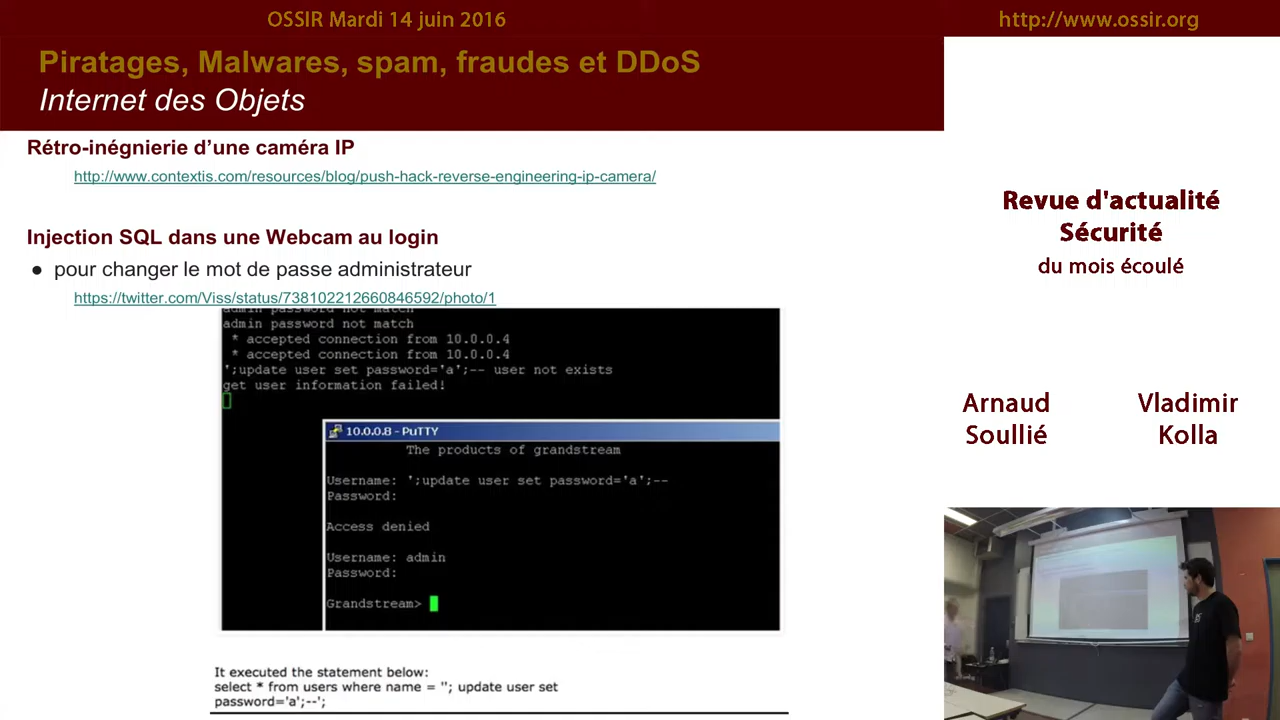 OSSIR Mardi 14 juin 2016
http://www.ossir.org
Piratages, Malwares, spam, fraudes et DDoS
Internet des Objets
Rétro-inégnierie d’une caméra IP
http://www.contextis.com/resources/blog/push-hack-reverse-engineering-ip-camera/
Injection SQL dans une Webcam au login
● pour changer le mot de passe administrateur
https://twitter.com/Viss/status/738102212660846592/photo/1
admin password not match
admin password not match
* accepted connection from 10.0.0.4
* accepted connection from 10.0.0.4
';update user set password='a';-- user not exists
get user information failed!
10.0.0.8 - PuTTY
The products of grandstream
Username: ';update user set password='a';--
Password:
Access denied
Username: admin
Password:
Grandstream>
It executed the statement below:
select * from users where name = ''; update user set
password='a';--';
Revue d'actualité
Sécurité
du mois écoulé
Arnaud
Soullié
Vladimir
Kolla